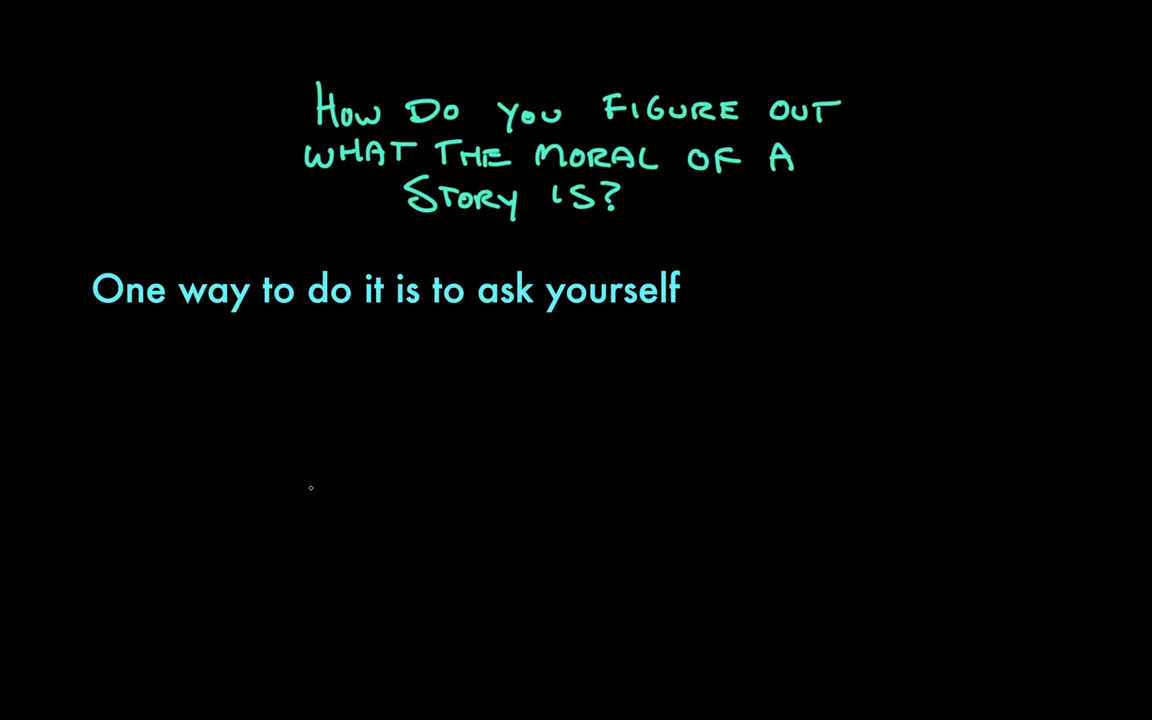 How Do you FIGURE OUT
WHAT THE MORAL OF A
STORY IS?
One way to do it is to ask yourself